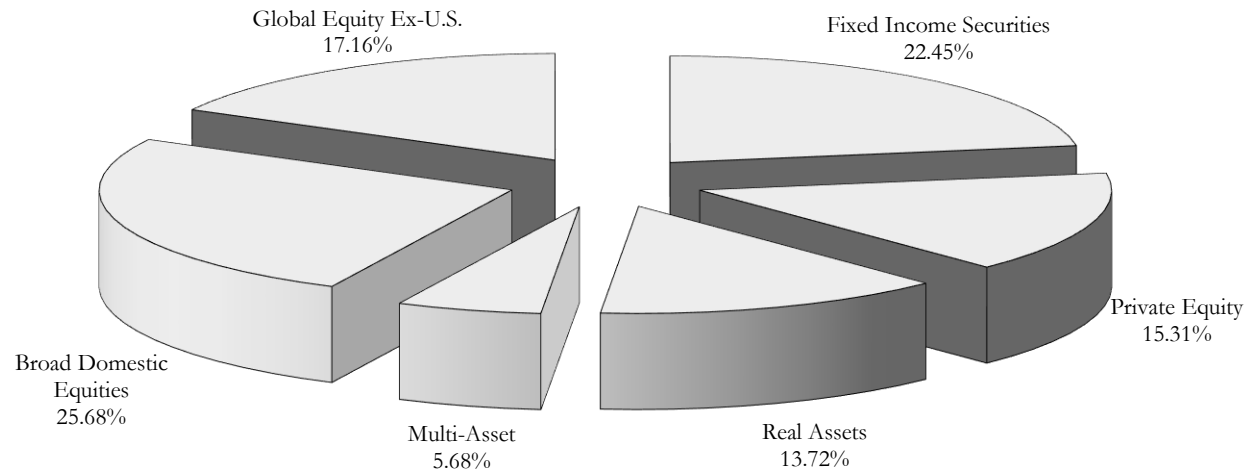 Global Equity Ex-U.S.
17.16%
Fixed Income Securities
22.45%
Private Equity
15.31%
Broad Domestic
Equities
25.68%
Multi-Asset
5.68%
Real Assets
13.72%